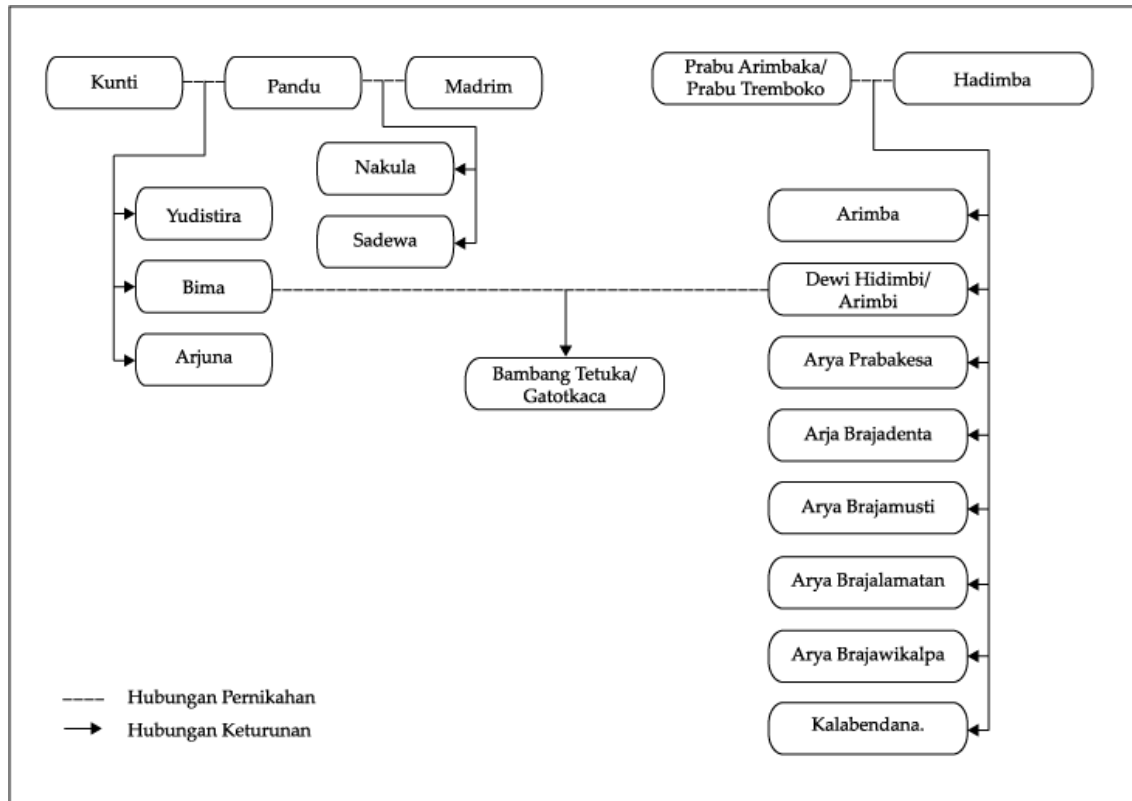 Kunti
Pandu
Madrim
Prabu Arimbaka/
Prabu Tremboko
Hadimba
Nakula
Sadewa
Yudistira
Bima
Arjuna
Bambang Tetuka/
Gatotkaca
Arimba
Dewi Hidimbi/
Arimbi
Arya Prabakesa
Arja Brajadenta
Arya Brajamusti
Arya Brajalamatan
Arya Brajawikalpa
Kalabendana.
Hubungan Pernikahan
Hubungan Keturunan